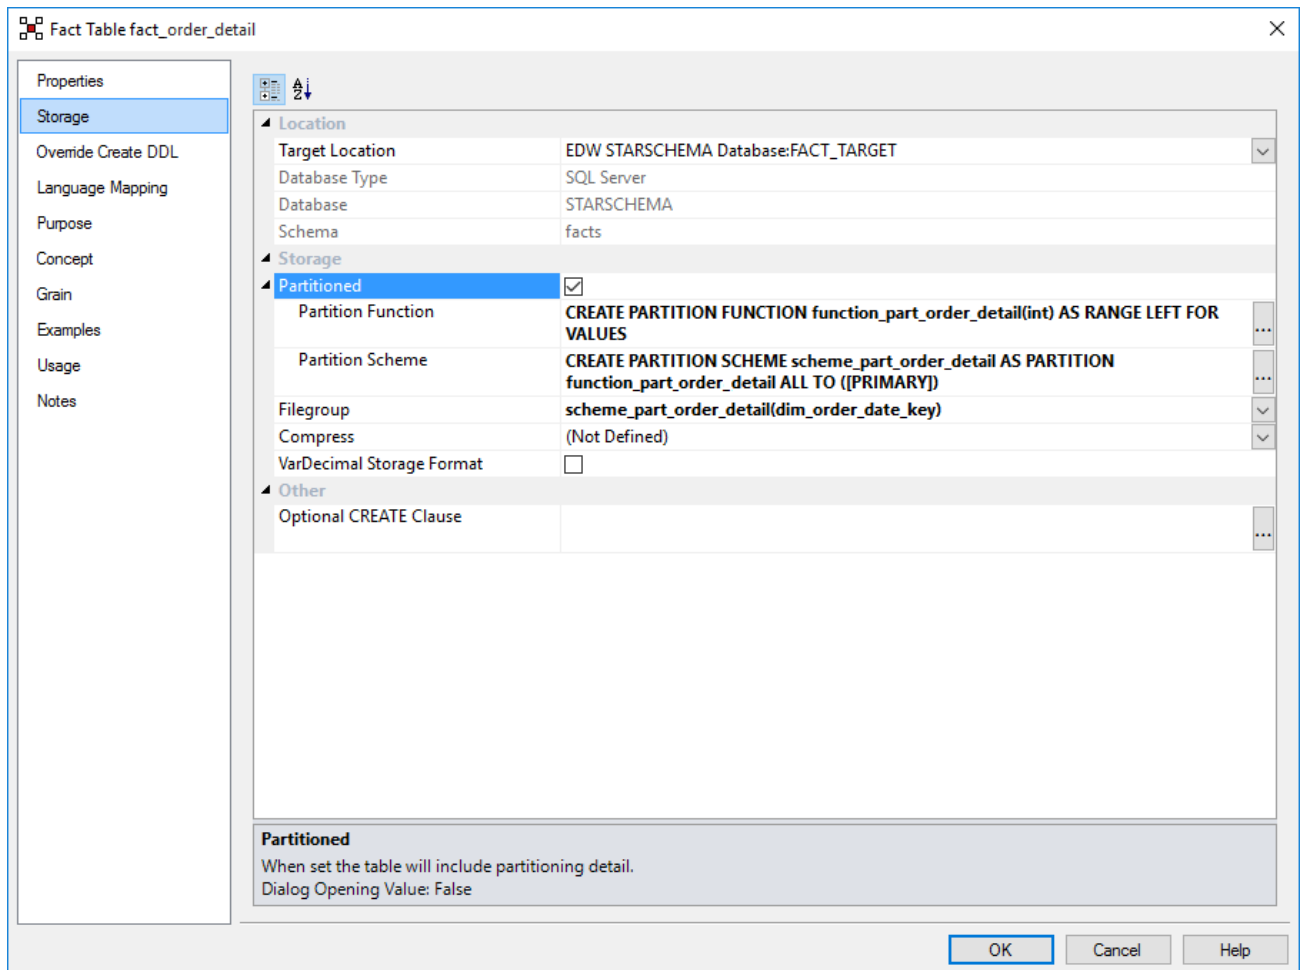 Fact Table fact_order_detail
Properties
Storage
Override Create DDL
Language Mapping
Purpose
Concept
Grain
Examples
Usage
Notes
Location
Target Location EDW STARSCHEMA Database:FACT_TARGET
Database Type SQL Server
Database STARSCHEMA
Schema facts
Storage
Partitioned
Partition Function CREATE PARTITION FUNCTION function_part_order_detail(int) AS RANGE LEFT FOR
VALUES
...
Partition Scheme CREATE PARTITION SCHEME scheme_part_order_detail AS PARTITION
function_part_order_detail ALL TO ([PRIMARY])
...
Filegroup scheme_part_order_detail(dim_order_date_key)
Compress (Not Defined)
VarDecimal Storage Format
Other
Optional CREATE Clause
...
Partitioned
When set the table will include partitioning detail.
Dialog Opening Value: False
OK Cancel Help